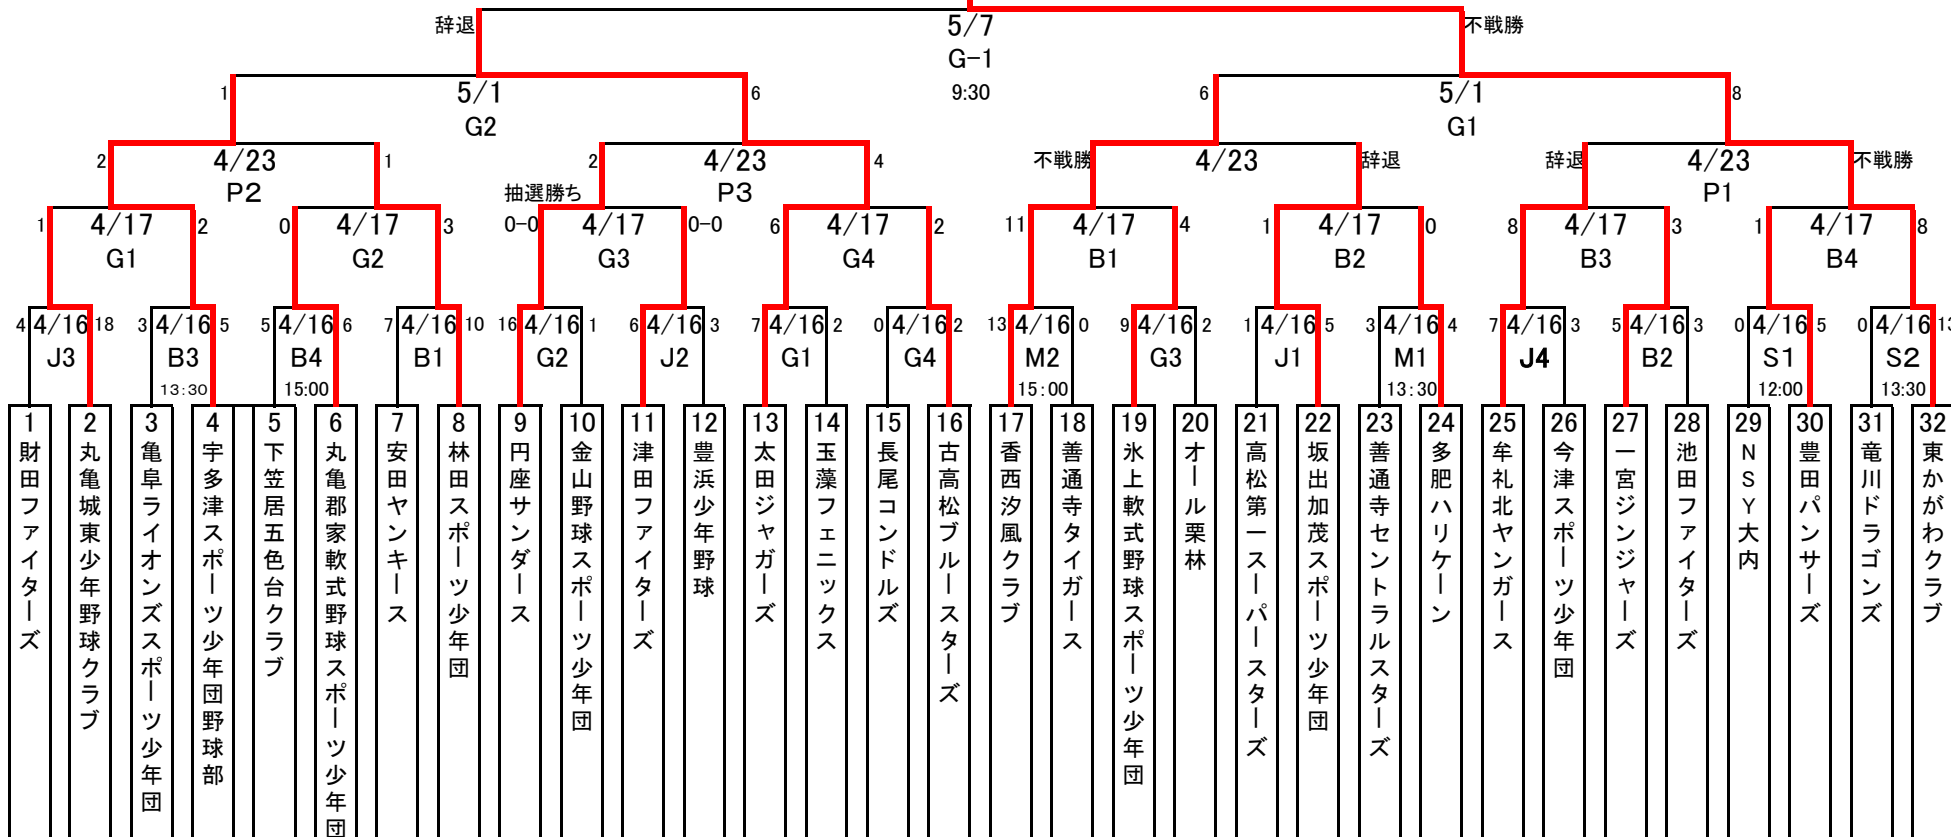 辞退 5/7 不戦勝
G-1
1 5/1 6 9:30 6 5/1 8
G2 G1
2 4/23 1 2 4/23 4 不戦勝 4/23 辞退 辞退 4/23 不戦勝
P2 抽選勝ち P3 P1
1 4/17 2 0 4/17 3 0-0 4/17 0-0 6 4/17 2 11 4/17 4 1 4/17 0 8 4/17 3 1 4/17 8
G1 G2 G3 G4 B1 B2 B3 B4
4 4/16 18 3 4/16 5 5 4/16 6 7 4/16 10 16 4/16 1 6 4/16 3 7 4/16 2 0 4/16 2 13 4/16 0 9 4/16 2 1 4/16 5 3 4/16 4 7 4/16 3 5 4/16 3 0 4/16 5 0 4/16 13
J3 B3 B4 B1 G2 J2 G1 G4 M2 G3 J1 M1 J4 B2 S1 S2
13:30 15:00 15:00 13:30 12:00 13:30
1 財田ファイターズ
2 丸亀城東少年野球クラブ
3 亀阜ライオンズスポーツ少年団
4 宇多津スポーツ少年団野球部
5 下笠居五色台クラブ
6 丸亀郡家軟式野球スポーツ少年団
7 安田ヤンキース
8 林田スポーツ少年団
9 円座サンダース
10 金山野球スポーツ少年団
11 津田ファイターズ
12 豊浜少年野球
13 太田ジャガーズ
14 玉藻フェニックス
15 長尾コンドルズ
16 古高松ブルースターズ
17 香西汐風クラブ
18 善通寺タイガース
19 氷上軟式野球スポーツ少年団
20 オール栗林
21 高松第一スーパースターズ
22 坂出加茂スポーツ少年団
23 善通寺セントラルスターズ
24 多肥ハリケーン
25 牟礼北ヤンガース
26 今津スポーツ少年団
27 一宮ジンジャーズ
28 池田ファイターズ
29 NSY大内
30 豊田パンサーズ
31 竜川ドラゴンズ
32 東かがわクラブ